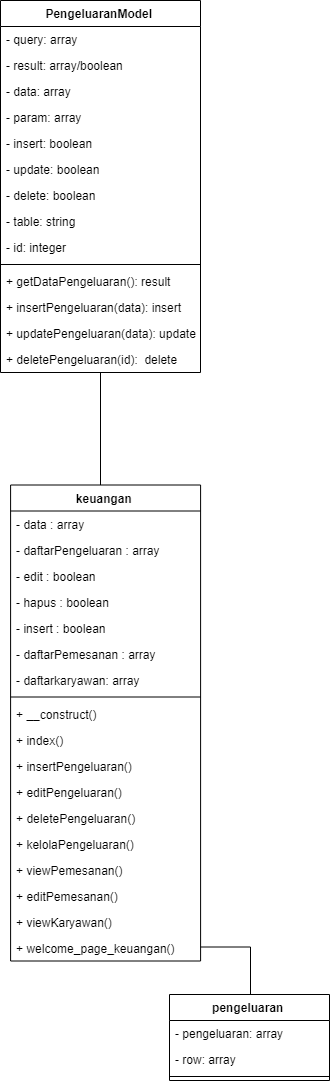 PengeluaranModel
- query: array
- result: array/boolean
- data: array
- param: array
- insert: boolean
- update: boolean
- delete: boolean
- table: string
- id: integer
+ getDataPengeluaran(): result
+ insertPengeluaran(data): insert
+ updatePengeluaran(data): update
+ deletePengeluaran(id): delete
keuangan
- data : array
- daftarPengeluaran : array
- edit : boolean
- hapus : boolean
- insert : boolean
- daftarPemesanan : array
- daftarkaryawan: array
+ __construct()
+ index()
+ insertPengeluaran()
+ editPengeluaran()
+ deletePengeluaran()
+ kelolaPengeluaran()
+ viewPemesanan()
+ editPemesanan()
+ viewKaryawan()
+ welcome_page_keuangan()
pengeluaran
- pengeluaran: array
- row: array